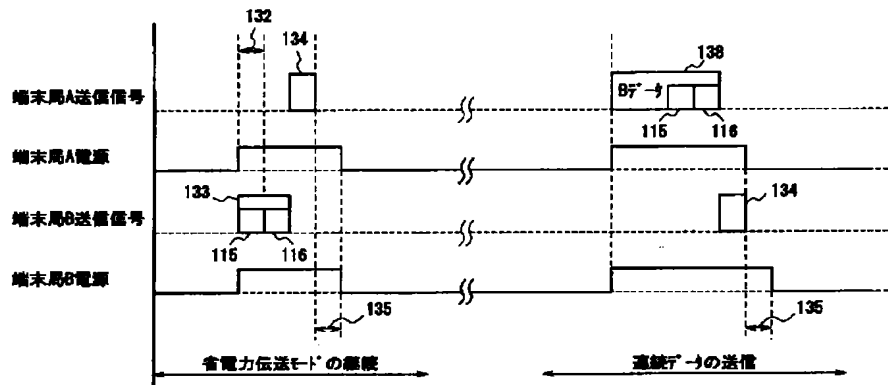 132
134
138
端末局A送信信号
Bデータ
115
116
端末局A電源
133
134
端末局B送信信号
115
116
端末局B電源
135
135
省電力伝送モードの継続
連続データの送信